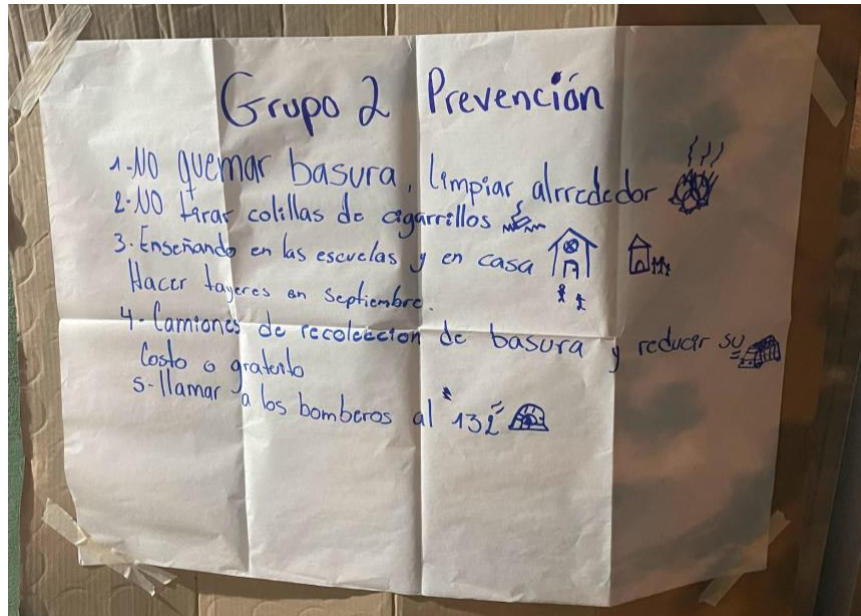 Grupo 2 Prevención
1-NO quemar basura, limpiar alrrededor
2-NO tirar colillas de cigarrillos
3. Enseñando en las escuelas y en casa
Hacer tayeres en septiembre.
4- Camiones de recoleccion de basura y reducir su
Costo o gratuito
5-llamar a los bomberos al "132"